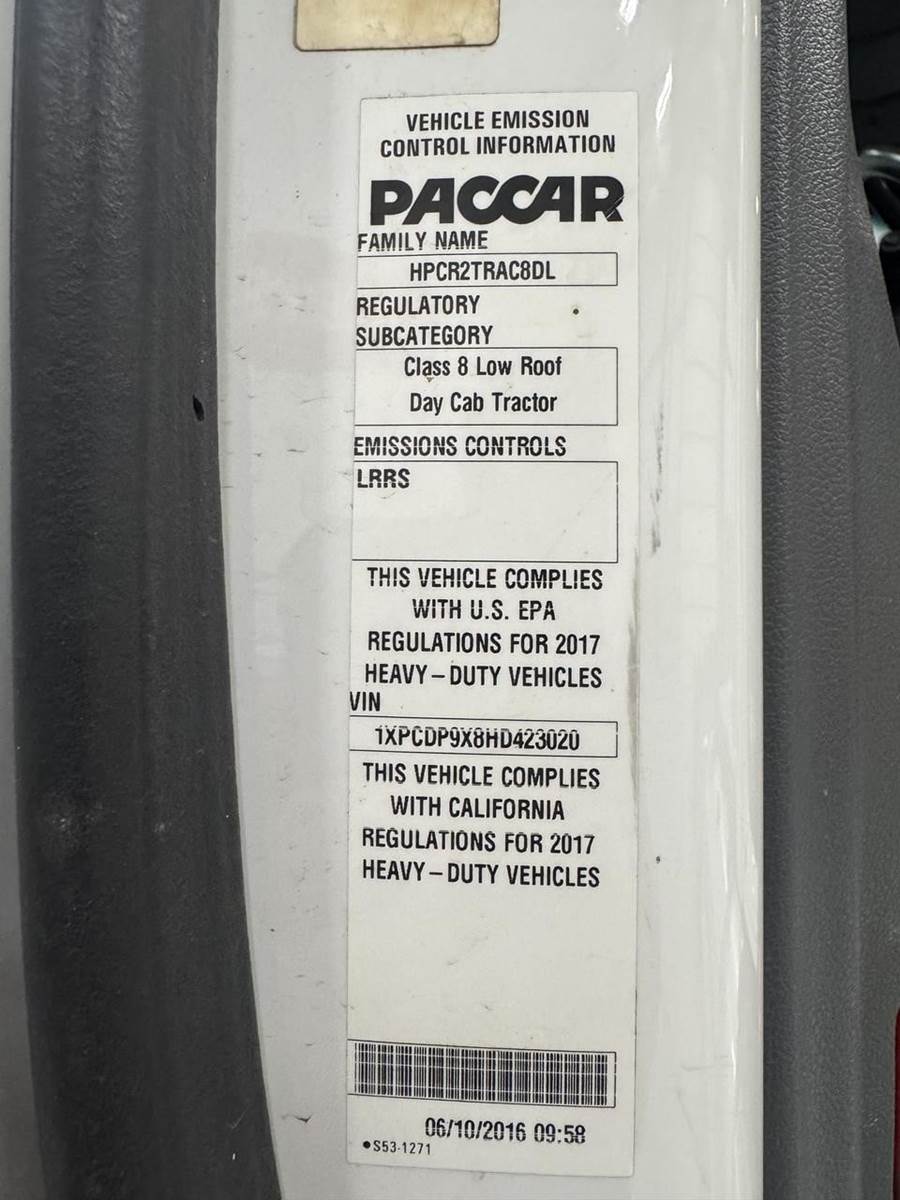 VEHICLE EMISSION
CONTROL INFORMATION
PACCAR
FAMILY NAME
HPCR2TRAC8DL
REGULATORY
SUBCATEGORY
Class 8 Low Roof
Day Cab Tractor
EMISSIONS CONTROLS
LRRS
THIS VEHICLE COMPLIES
WITH U.S. EPA
REGULATIONS FOR 2017
HEAVY–DUTY VEHICLES
VIN
1XPCDP9X8HD423020
THIS VEHICLE COMPLIES
WITH CALIFORNIA
REGULATIONS FOR 2017
HEAVY–DUTY VEHICLES
06/10/2016 09:58
●S53-1271